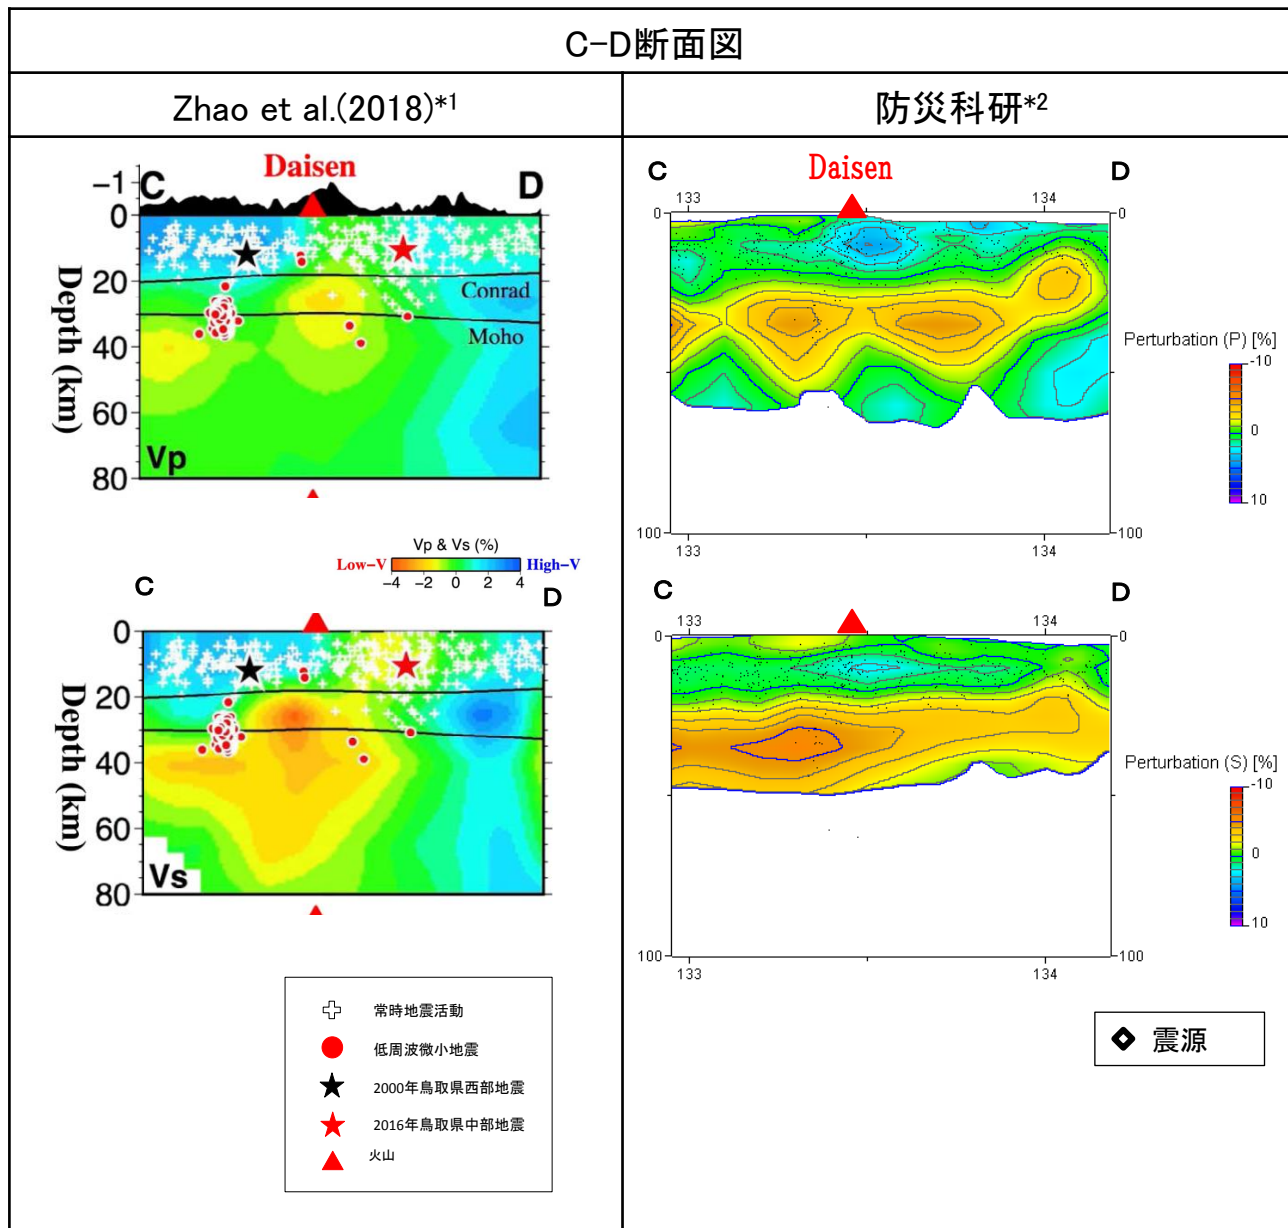 C-D断面図
Zhao et al.(2018)*1
防災科研*2
Daisen
C
D
-1
0
20
40
60
80
Depth (km)
Conrad
Moho
Vp
Vp & Vs (%)
Low-V
High-V
-4 -2 0 2 4
C
D
0
20
40
60
80
Depth (km)
Vs
常時地震活動
低周波微小地震
2000年鳥取県西部地震
2016年鳥取県中部地震
火山
C
Daisen
D
133
134
0
0
100
100
133
134
Perturbation (P) [%]
-10
0
10
C
D
133
134
0
0
100
100
133
134
Perturbation (S) [%]
-10
0
10
震源